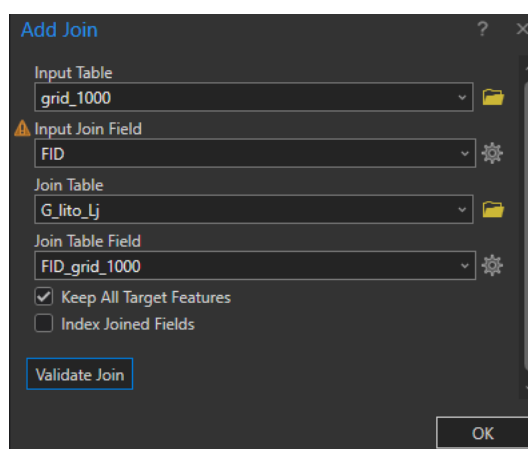 Add Join
?
Input Table
grid_1000
Input Join Field
FID
Join Table
G_lito_Lj
Join Table Field
FID_grid_1000
Keep All Target Features
Index Joined Fields
Validate Join
OK